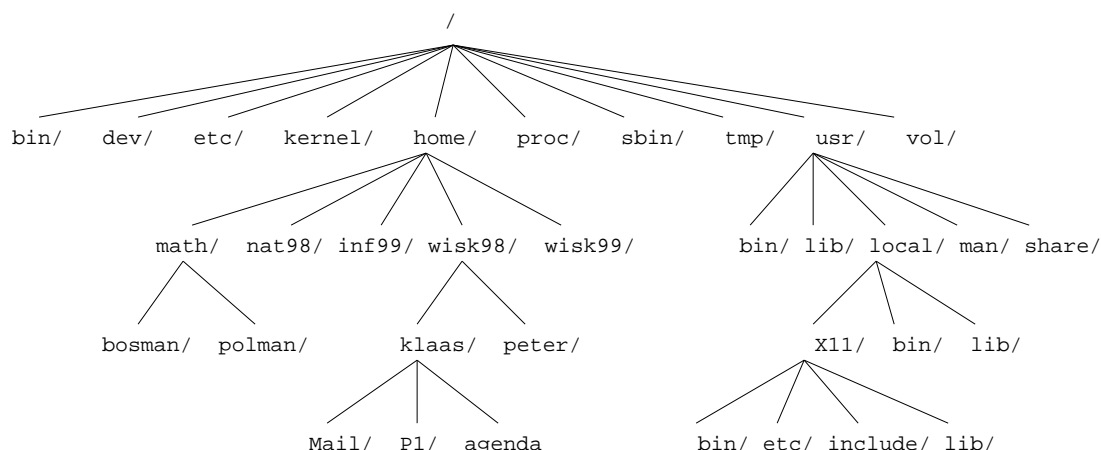 /
bin/ dev/ etc/ kernel/ home/ proc/ sbin/ tmp/ usr/ vol/
math/ nat98/ inf99/ wisk98/ wisk99/ bin/ lib/ local/ man/ share/
bosman/ polman/ klaas/ peter/ X11/ bin/ lib/
Mail/ P1/ agenda bin/ etc/ include/ lib/